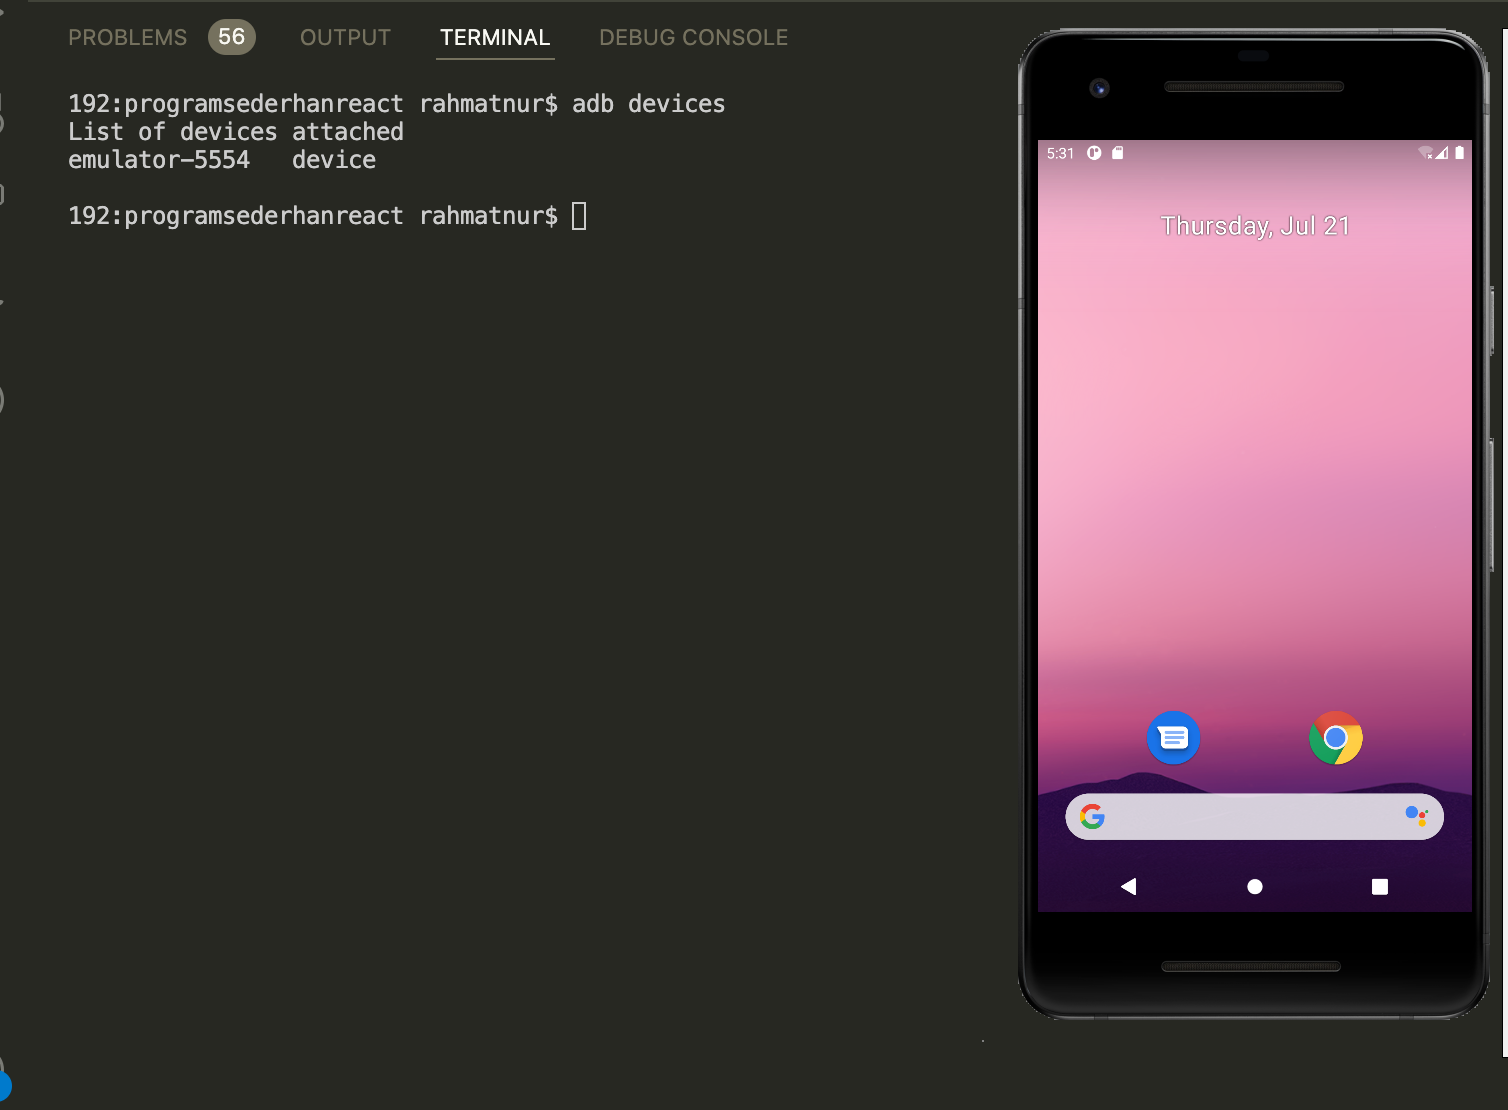 PROBLEMS 56 OUTPUT TERMINAL DEBUG CONSOLE
192:programsederhanreact rahmatnur$ adb devices
List of devices attached
emulator-5554   device
192:programsederhanreact rahmatnur$
5:31
Thursday, Jul 21